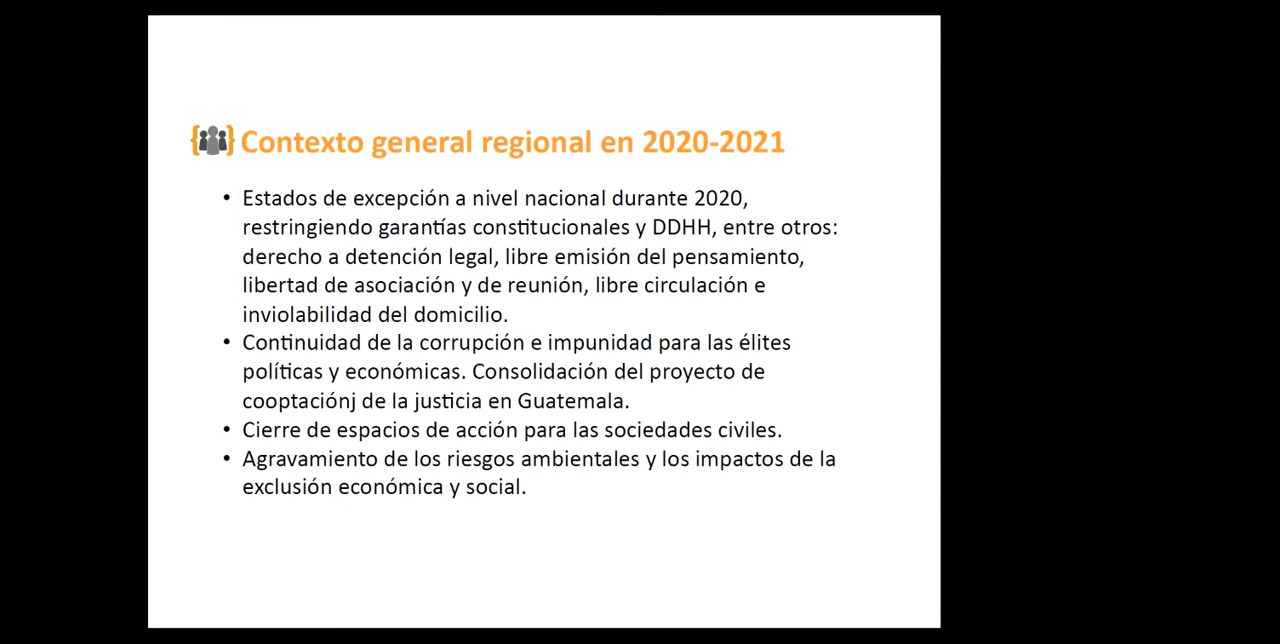 Contexto general regional en 2020-2021
• Estados de excepción a nivel nacional durante 2020,
restringiendo garantías constitucionales y DDHH, entre otros:
derecho a detención legal, libre emisión del pensamiento,
libertad de asociación y de reunión, libre circulación e
inviolabilidad del domicilio.
• Continuidad de la corrupción e impunidad para las élites
políticas y económicas. Consolidación del proyecto de
cooptaciónj de la justicia en Guatemala.
• Cierre de espacios de acción para las sociedades civiles.
• Agravamiento de los riesgos ambientales y los impactos de la
exclusión económica y social.